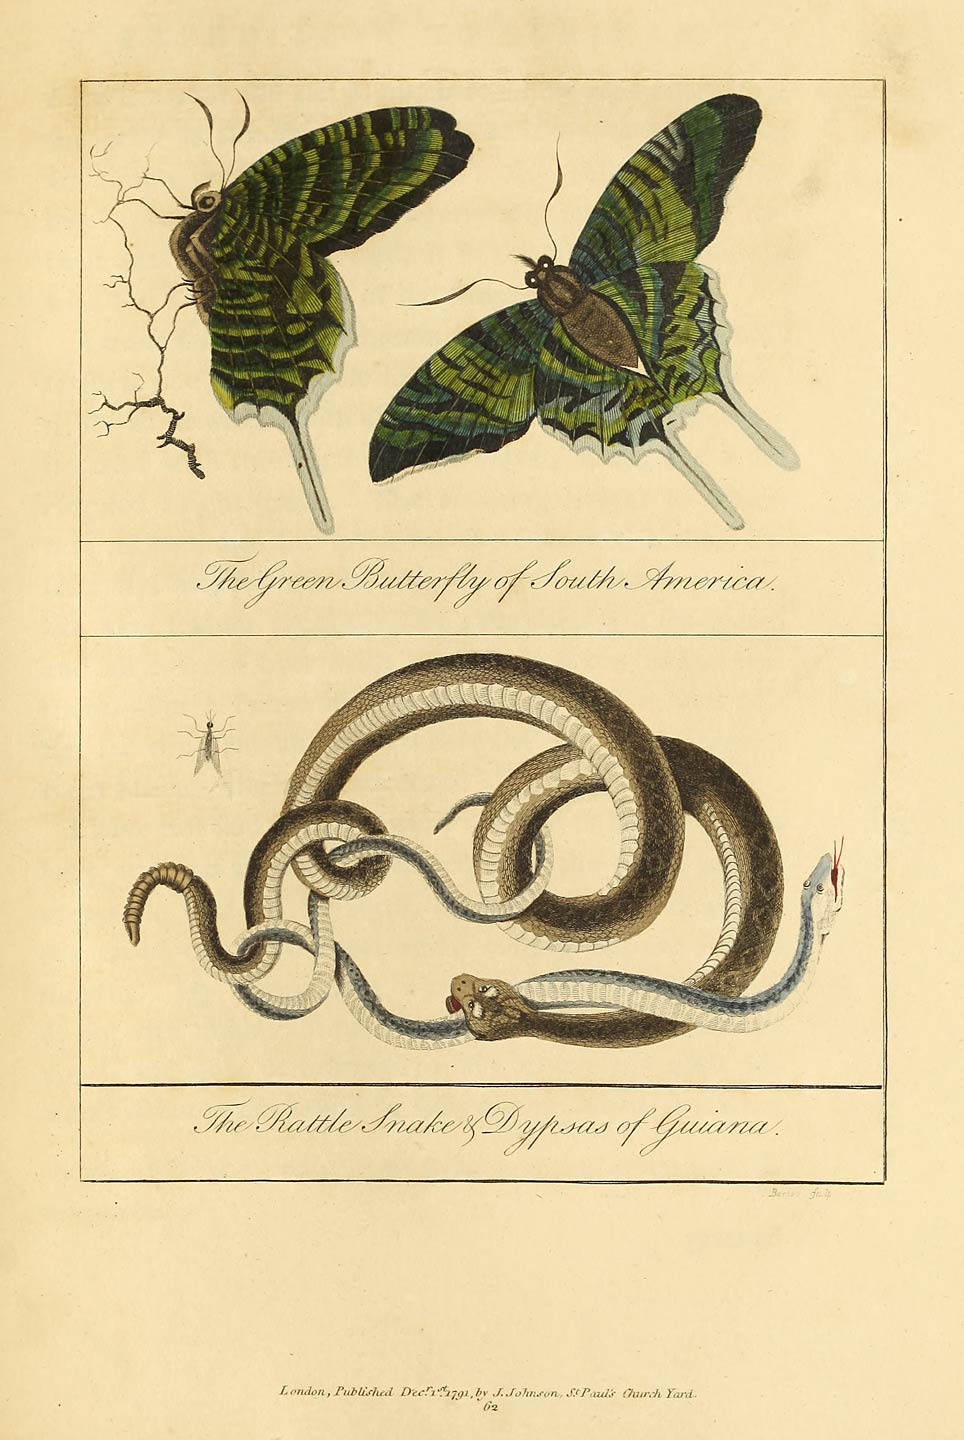 The Green Butterfly of South America.
The Rattle Snake & Dypsas of Guiana.
sculp
London, Published Decr. 1st. 1791, by J. Johnson, St. Paul's Church Yard.
62